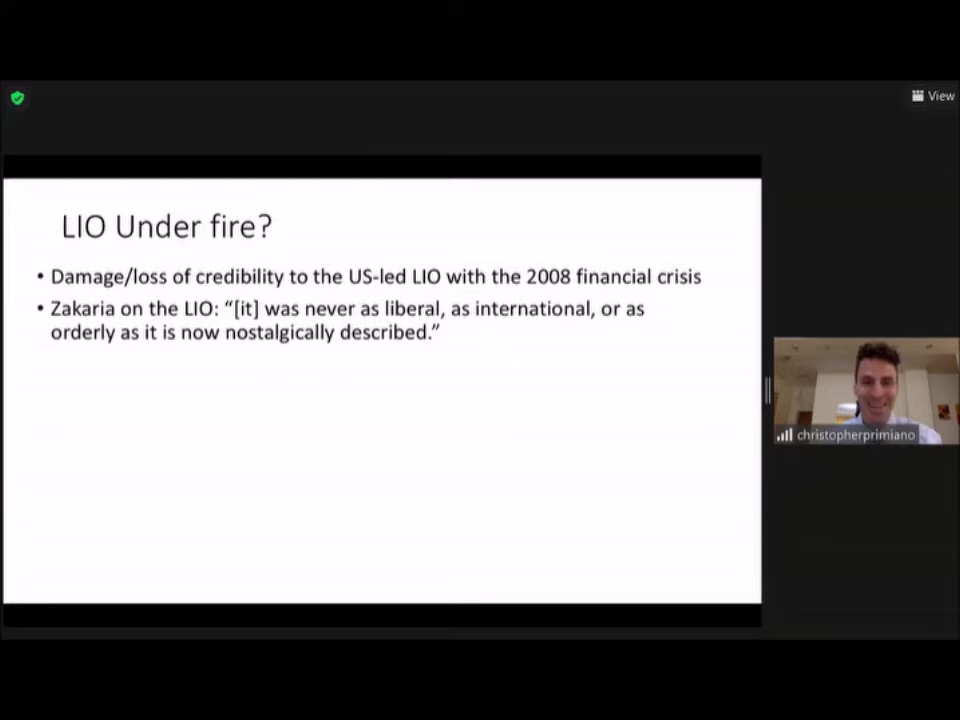 View
LIO Under fire?
• Damage/loss of credibility to the US-led LIO with the 2008 financial crisis
• Zakaria on the LIO: “[it] was never as liberal, as international, or as
orderly as it is now nostalgically described.”
christopherprimiano